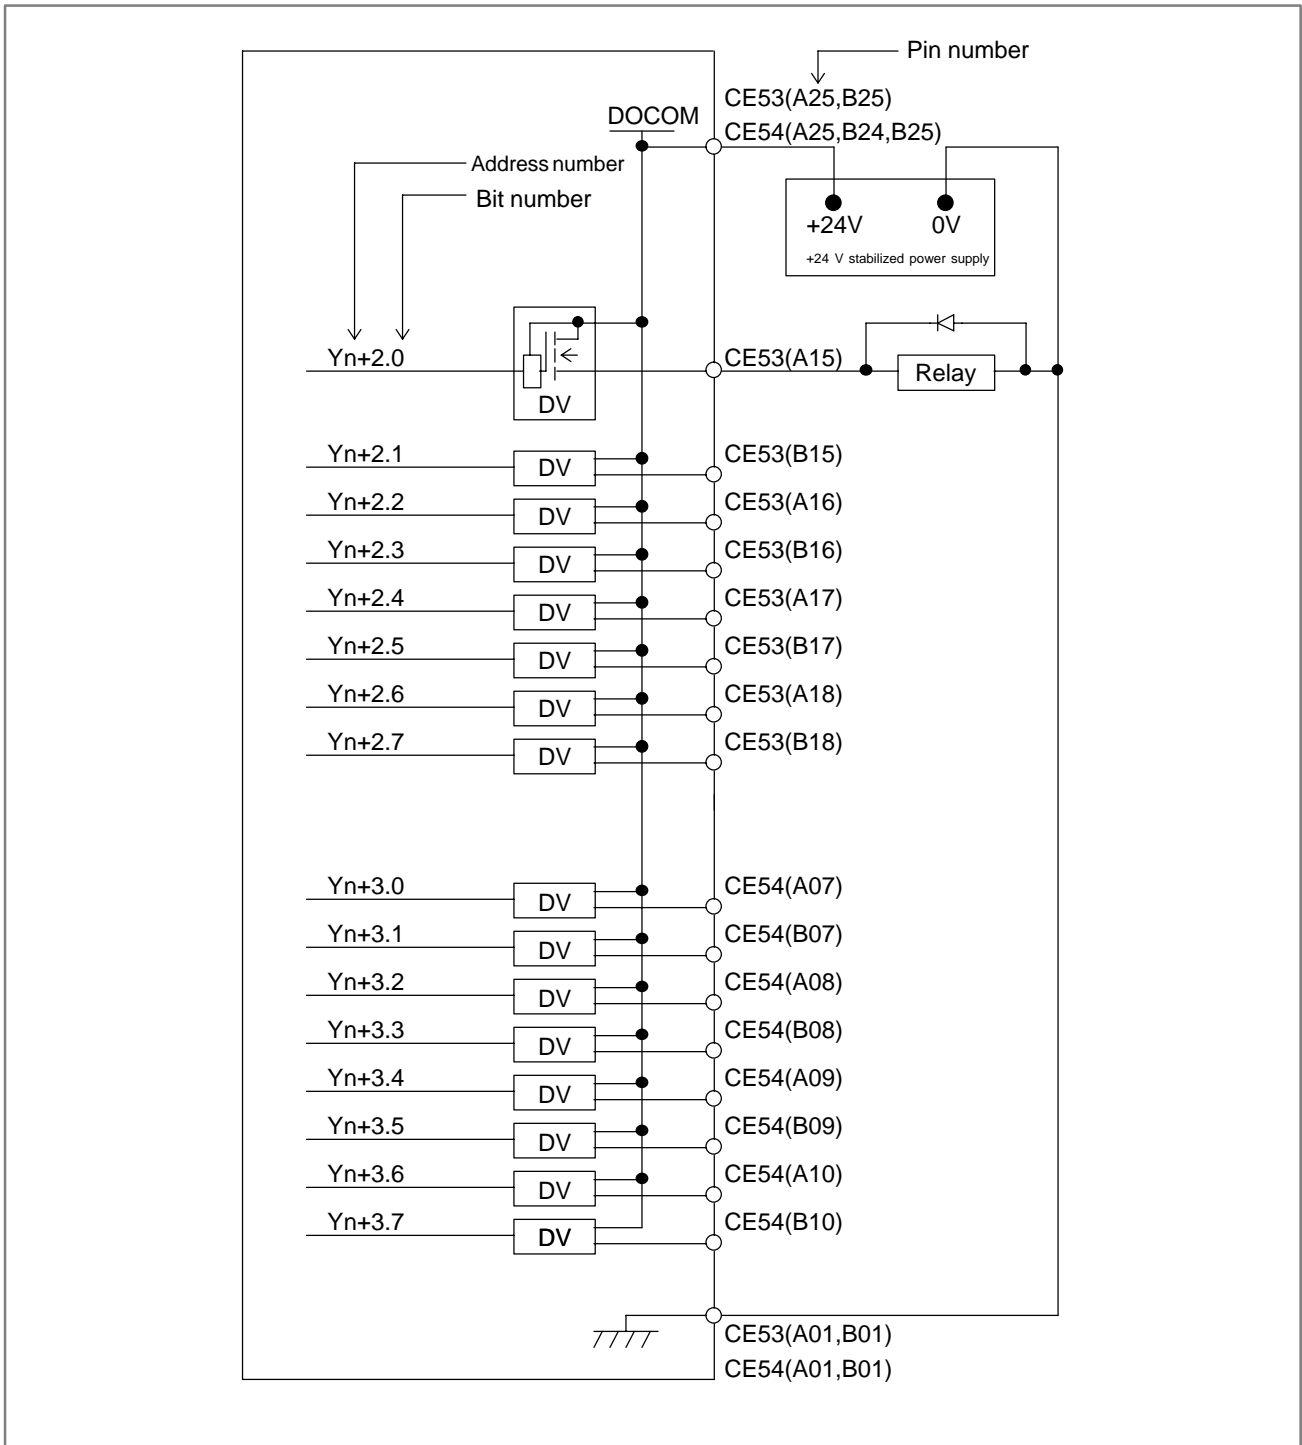 Pin number
CE53(A25,B25)
DOCOM
CE54(A25,B24,B25)
Address number
Bit number
+24V 0V
+24 V stabilized power supply
Yn+2.0
CE53(A15)
Relay
DV
Yn+2.1 DV CE53(B15)
Yn+2.2 DV CE53(A16)
Yn+2.3 DV CE53(B16)
Yn+2.4 DV CE53(A17)
Yn+2.5 DV CE53(B17)
Yn+2.6 DV CE53(A18)
Yn+2.7 DV CE53(B18)
Yn+3.0 DV CE54(A07)
Yn+3.1 DV CE54(B07)
Yn+3.2 DV CE54(A08)
Yn+3.3 DV CE54(B08)
Yn+3.4 DV CE54(A09)
Yn+3.5 DV CE54(B09)
Yn+3.6 DV CE54(A10)
Yn+3.7 DV CE54(B10)
CE53(A01,B01)
CE54(A01,B01)